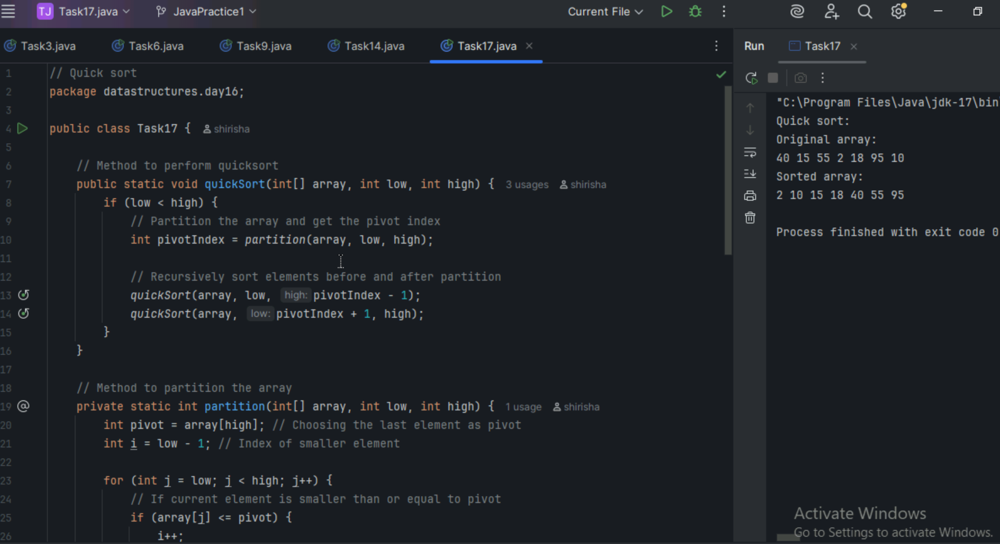 TJ Task17.java JavaPractice1 Current File
Task3.java Task6.java Task9.java Task14.java Task17.java
Run Task17
1 // Quick sort
2 package datastructures.day16;
3
4 public class Task17 { shirisha
5
6 // Method to perform quicksort
7 public static void quickSort(int[] array, int low, int high) { 3 usages shirisha
8 if (low < high) {
9 // Partition the array and get the pivot index
10 int pivotIndex = partition(array, low, high);
11
12 // Recursively sort elements before and after partition
13 quickSort(array, low, high: pivotIndex - 1);
14 quickSort(array, low: pivotIndex + 1, high);
15 }
16 }
17
18 // Method to partition the array
19 private static int partition(int[] array, int low, int high) { 1 usage shirisha
20 int pivot = array[high]; // Choosing the last element as pivot
21 int i = low - 1; // Index of smaller element
22
23 for (int j = low; j < high; j++) {
24 // If current element is smaller than or equal to pivot
25 if (array[j] <= pivot) {
26 i++;
"C:\Program Files\Java\jdk-17\bin
Quick sort:
Original array:
40 15 55 2 18 95 10
Sorted array:
2 10 15 18 40 55 95
Process finished with exit code 0
Activate Windows
Go to Settings to activate Windows.